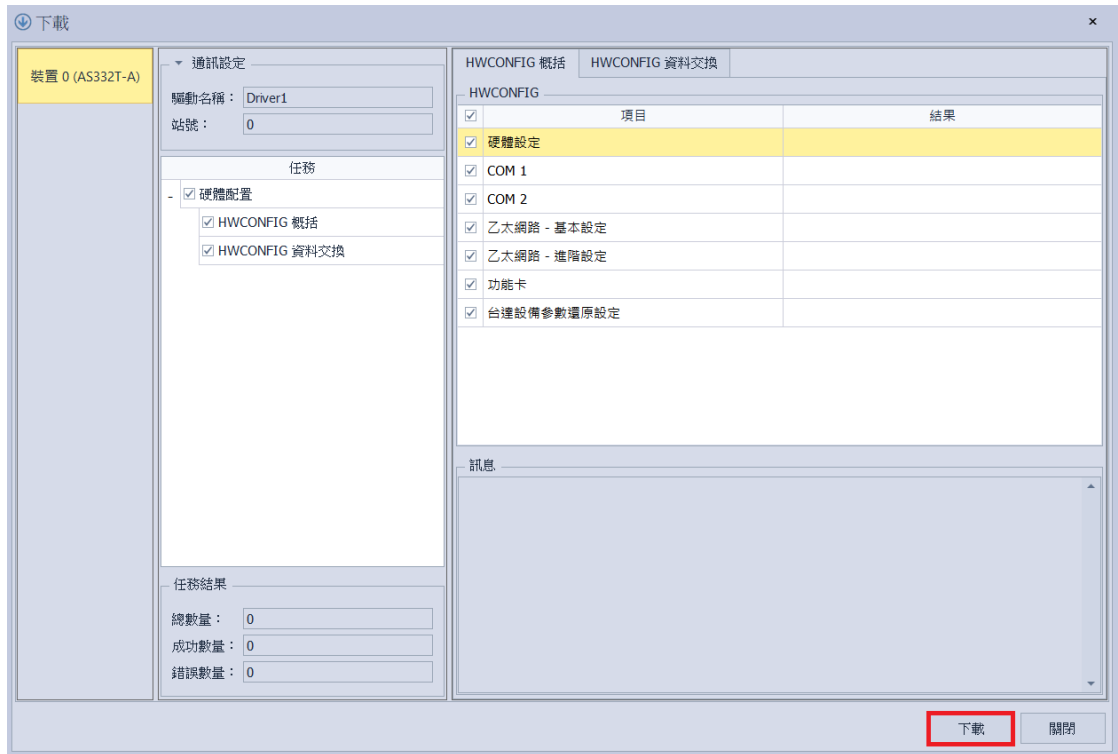 下載
裝置 0 (AS332T-A)
通訊設定
驅動名稱： Driver1
站號： 0
任務
硬體配置
HWCONFIG 概括
HWCONFIG 資料交換
任務結果
總數量： 0
成功數量： 0
錯誤數量： 0
HWCONFIG 概括 HWCONFIG 資料交換
HWCONFIG
項目 結果
硬體設定
COM 1
COM 2
乙太網路 - 基本設定
乙太網路 - 進階設定
功能卡
台達設備參數還原設定
訊息
下載 關閉